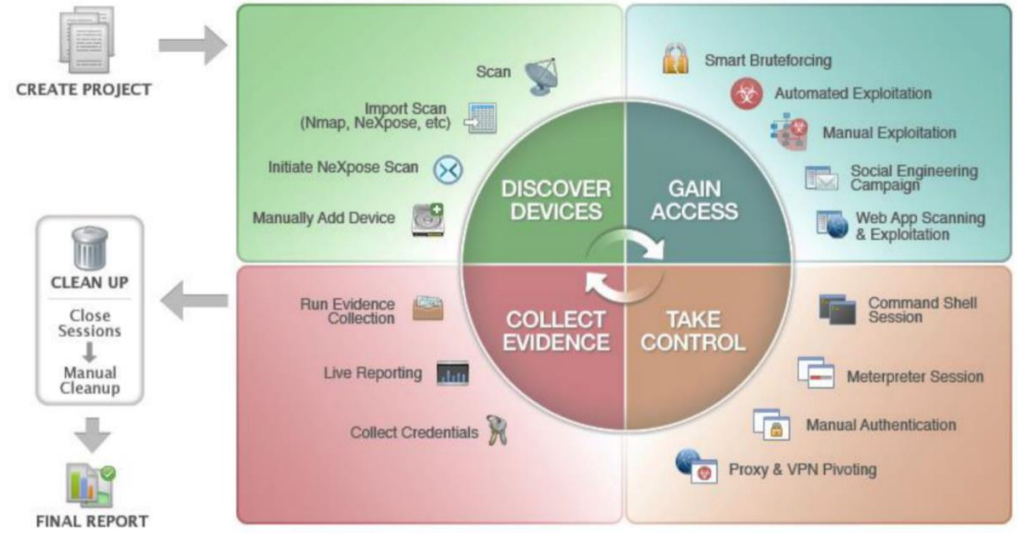 CREATE PROJECT
Scan
Import Scan
(Nmap, NeXpose, etc)
Initiate NeXpose Scan
Manually Add Device
DISCOVER
DEVICES
Smart Bruteforcing
Automated Exploitation
Manual Exploitation
Social Engineering
Campaign
Web App Scanning
& Exploitation
GAIN
ACCESS
Run Evidence
Collection
Live Reporting
Collect Credentials
COLLECT
EVIDENCE
TAKE
CONTROL
Command Shell
Session
Meterpreter Session
Manual Authentication
Proxy & VPN Pivoting
CLEAN UP
Close
Sessions
Manual
Cleanup
FINAL REPORT